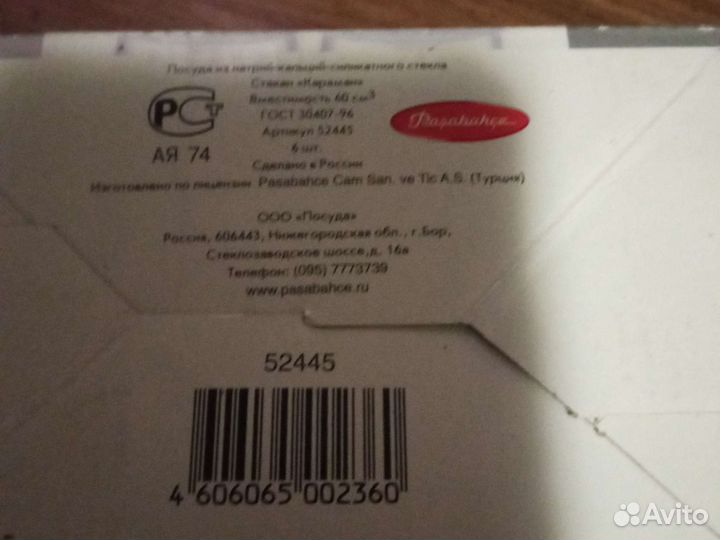 Посуда из натрий-кальций-силикатного стекла
Стакан «Караман»
Вместимость 60 см³
ГОСТ 30407-96
Артикул 52445
6 шт.
Сделано в России
РСТ
АЯ 74
Paşabahçe
Изготовлено по лицензии Pasabahce Cam San. ve Tic A.S. (Турция)
ООО «Посуда»
Россия, 606443, Нижегородская обл., г.Бор,
Стеклозаводское шоссе,д. 16а
Телефон: (095) 7773739
www.pasabahce.ru
52445
4 606065 002360
Avito